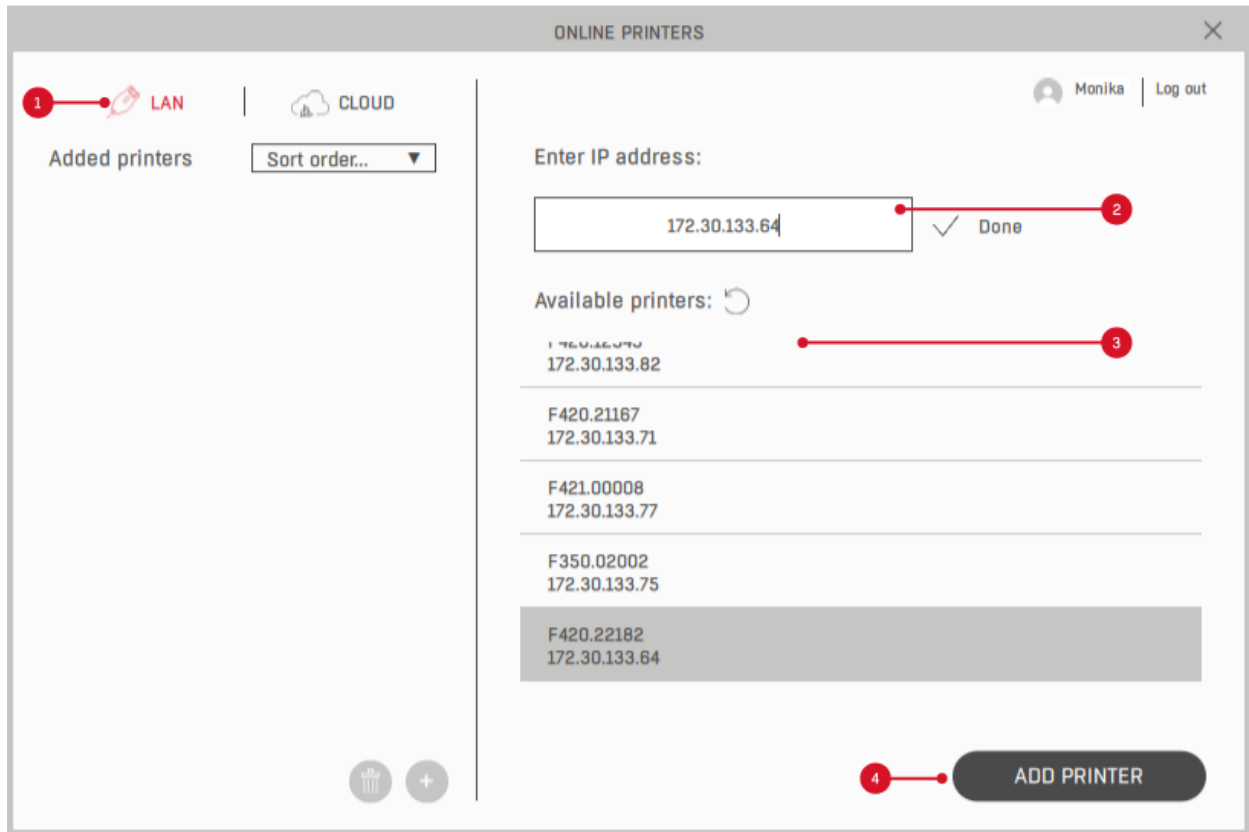 ONLINE PRINTERS
1 LAN CLOUD
Monika Log out
Added printers Sort order...
Enter IP address:
2
172.30.133.64 Done
Available printers:
3
172.30.133.82
F420.21167
172.30.133.71
F421.00008
172.30.133.77
F350.02002
172.30.133.75
F420.22182
172.30.133.64
4 ADD PRINTER